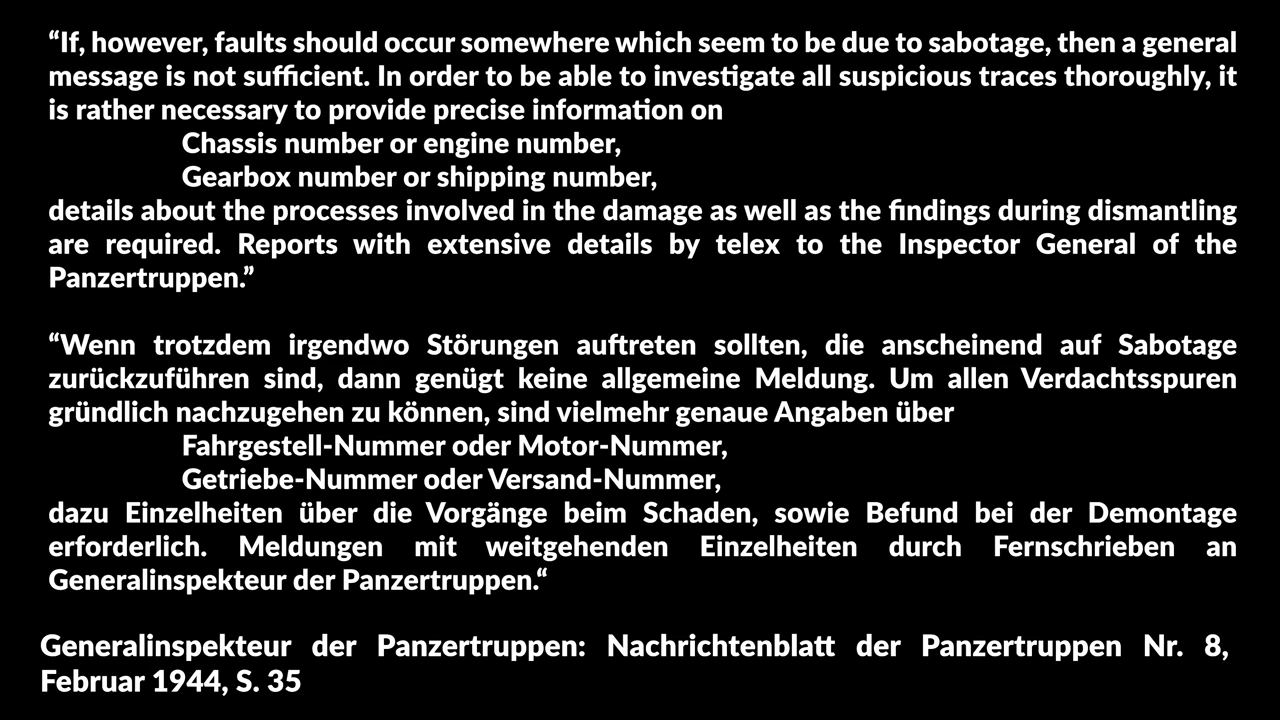 “If, however, faults should occur somewhere which seem to be due to sabotage, then a general
message is not sufficient. In order to be able to investigate all suspicious traces thoroughly, it
is rather necessary to provide precise information on
Chassis number or engine number,
Gearbox number or shipping number,
details about the processes involved in the damage as well as the findings during dismantling
are required. Reports with extensive details by telex to the Inspector General of the
Panzertruppen.”
“Wenn trotzdem irgendwo Störungen auftreten sollten, die anscheinend auf Sabotage
zurückzuführen sind, dann genügt keine allgemeine Meldung. Um allen Verdachtsspuren
gründlich nachzugehen zu können, sind vielmehr genaue Angaben über
Fahrgestell-Nummer oder Motor-Nummer,
Getriebe-Nummer oder Versand-Nummer,
dazu Einzelheiten über die Vorgänge beim Schaden, sowie Befund bei der Demontage
erforderlich. Meldungen mit weitgehenden Einzelheiten durch Fernschrieben an
Generalinspekteur der Panzertruppen.“
Generalinspekteur der Panzertruppen: Nachrichtenblatt der Panzertruppen Nr. 8,
Februar 1944, S. 35